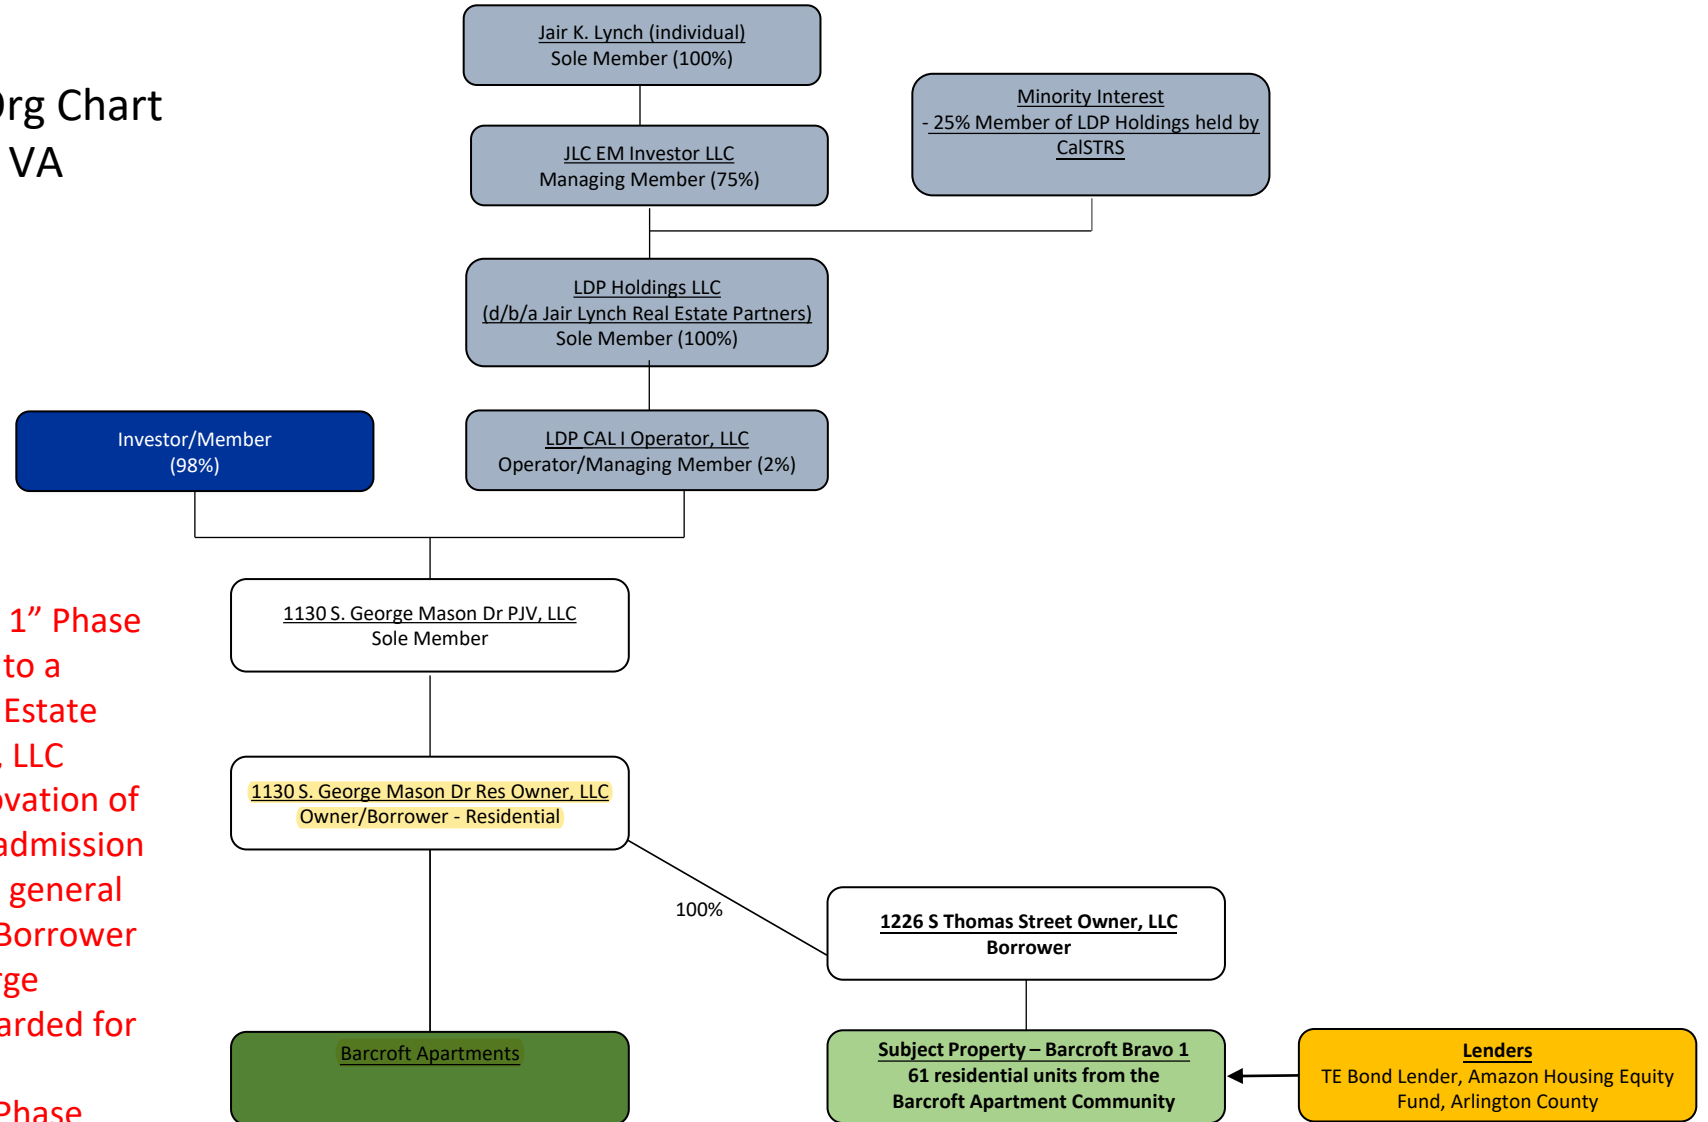 Jair K. Lynch (individual)
Sole Member (100%)
Org Chart
VA
Minority Interest
- 25% Member of LDP Holdings held by
CalSTRS
JLC EM Investor LLC
Managing Member (75%)
LDP Holdings LLC
(d/b/a Jair Lynch Real Estate Partners)
Sole Member (100%)
Investor/Member
(98%)
LDP CAL I Operator, LLC
Operator/Managing Member (2%)
1130 S. George Mason Dr PJV, LLC
Sole Member
1” Phase
to a
Estate
, LLC
ovation of
admission
general
Borrower
rge
arded for
Phase
1130 S. George Mason Dr Res Owner, LLC
Owner/Borrower - Residential
100%
1226 S Thomas Street Owner, LLC
Borrower
Barcroft Apartments
Subject Property – Barcroft Bravo 1
61 residential units from the
Barcroft Apartment Community
Lenders
TE Bond Lender, Amazon Housing Equity
Fund, Arlington County